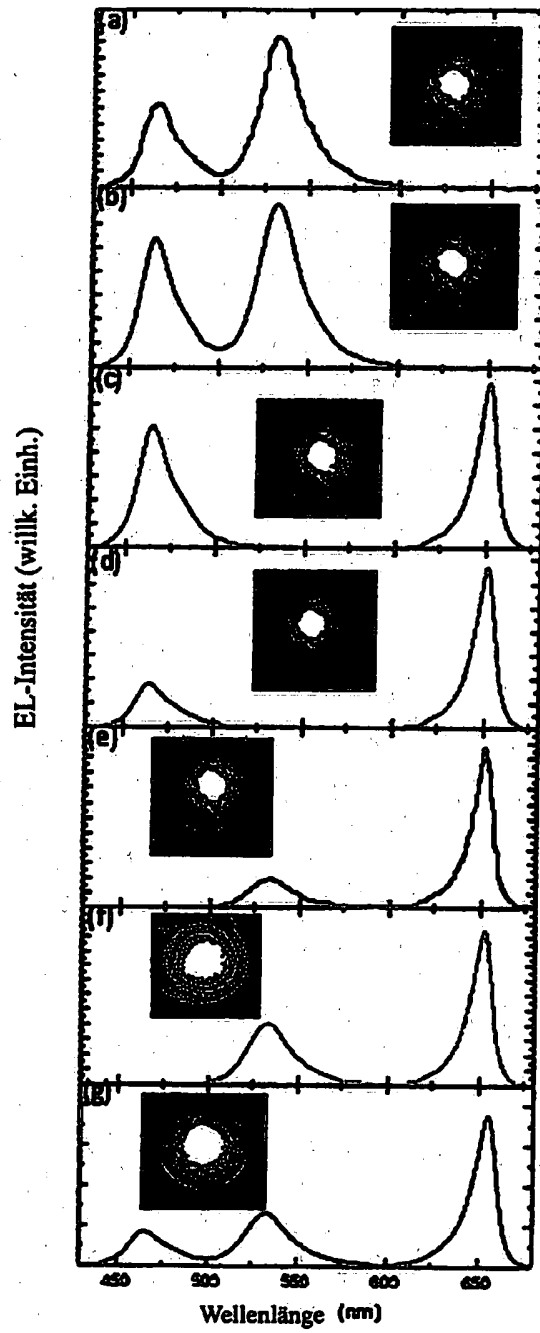 (a)
(b)
(c)
(d)
(e)
(f)
(g)
EL-Intensität (willk. Einh.)
450 500 550 600 650
Wellenlänge (nm)